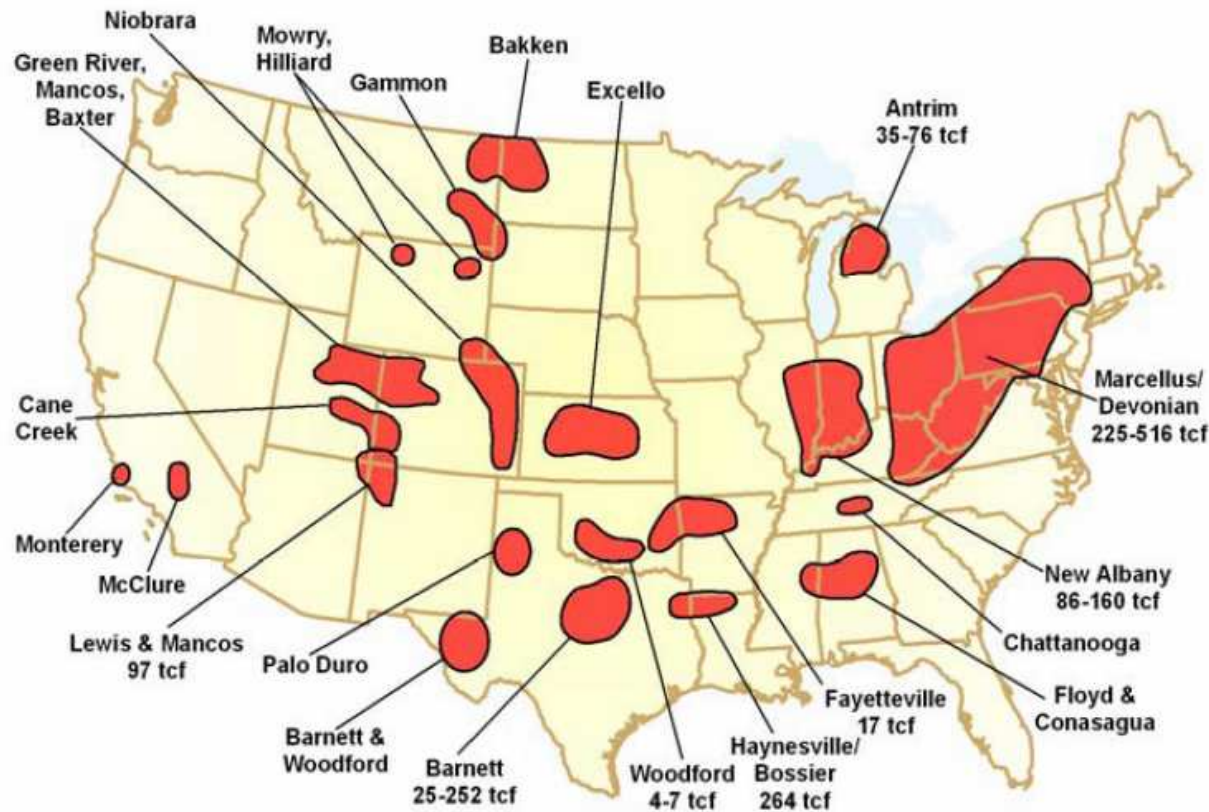 Niobrara
Mowry,
Hilliard
Bakken
Green River,
Mancos,
Baxter
Gammon
Excello
Antrim
35-76 tcf
Marcellus/
Devonian
225-516 tcf
Cane
Creek
Monterery
McClure
New Albany
86-160 tcf
Lewis & Mancos
97 tcf
Palo Duro
Chattanooga
Fayetteville
17 tcf
Floyd &
Conasagua
Barnett &
Woodford
Barnett
25-252 tcf
Woodford
4-7 tcf
Haynesville/
Bossier
264 tcf